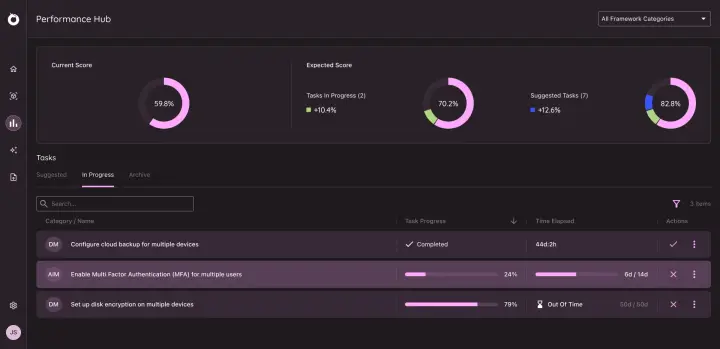 Performance Hub
All Framework Categories
Current Score
59.8%
Expected Score
Tasks In Progress (2)
+10.4%
70.2%
Suggested Tasks (7)
+12.6%
82.8%
Tasks
Suggested
In Progress
Archive
Search...
3 items
Category / Name
Task Progress
Time Elapsed
Actions
DM
Configure cloud backup for multiple devices
Completed
44d:2h
AIM
Enable Multi Factor Authentication (MFA) for multiple users
24%
6d / 14d
DM
Set up disk encryption on multiple devices
79%
Out Of Time
50d / 50d
JS